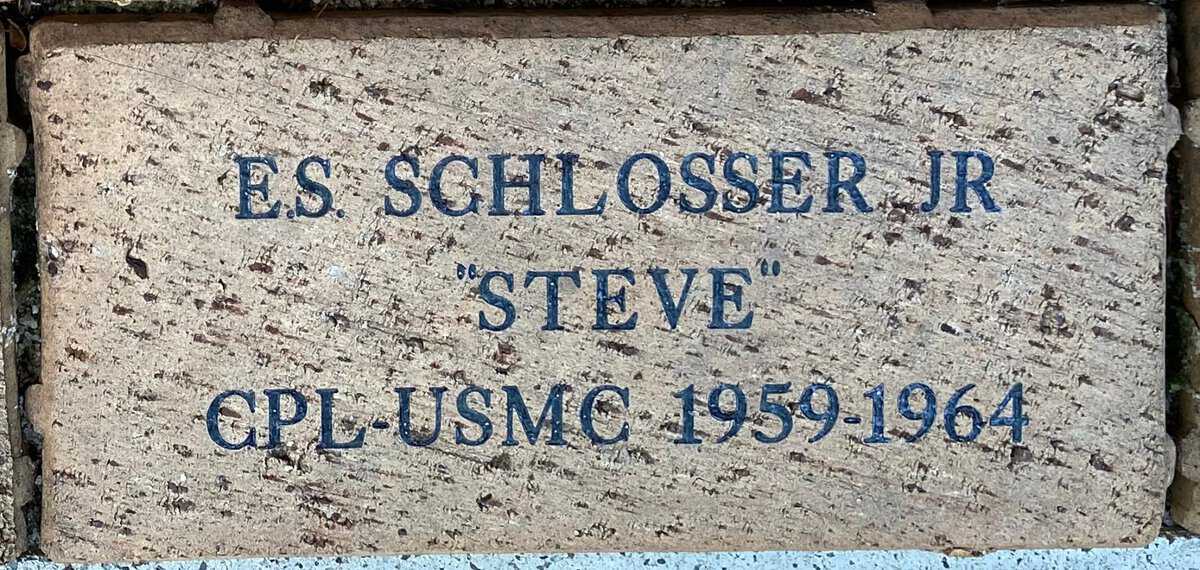 E.S. SCHLOSSER JR
"STEVE"
CPL-USMC 1959-1964